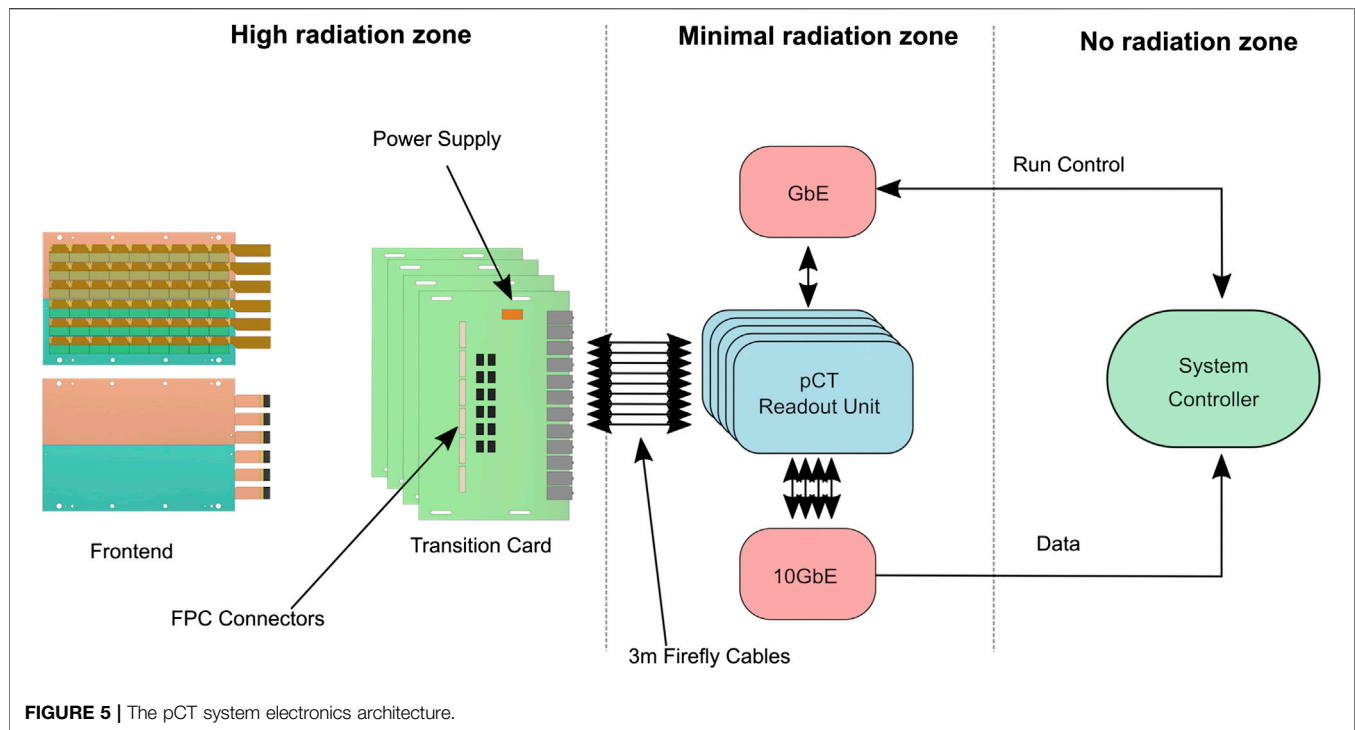 High radiation zone
Minimal radiation zone
No radiation zone
Power Supply
GbE
Run Control
pCT
Readout Unit
System
Controller
Frontend
Transition Card
10GbE
Data
FPC Connectors
3m Firefly Cables
FIGURE 5 | The pCT system electronics architecture.